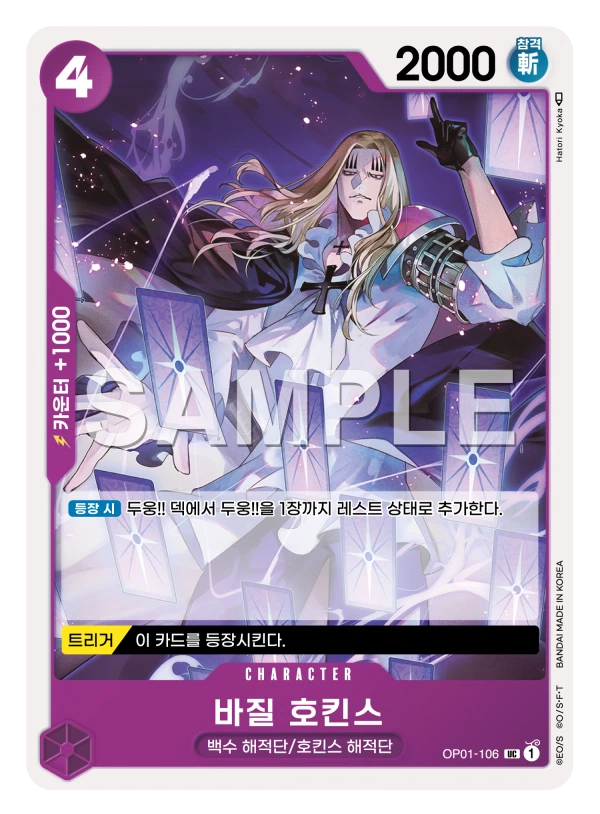 4
2000
참격
斬
Hatori Kyoka
카운터 +1000
SAMPLE
등장 시 두웅!! 덱에서 두웅!!을 1장까지 레스트 상태로 추가한다.
트리거 이 카드를 등장시킨다.
CHARACTER
바질 호킨스
백수 해적단/호킨스 해적단
OP01-106 UC 1
©EO/S ©O/S·F·T BANDAI MADE IN KOREA